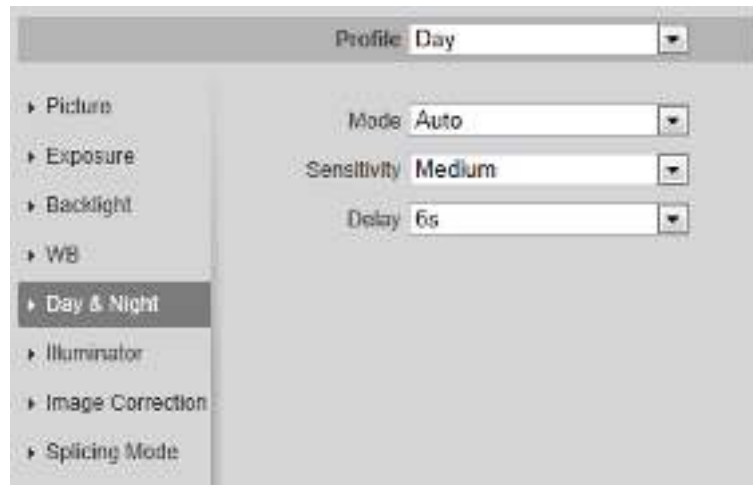 Profile Day
Picture
Exposure
Backlight
WB
Day & Night
Illuminator
Image Correction
Splicing Mode
Mode Auto
Sensitivity Medium
Delay 6s